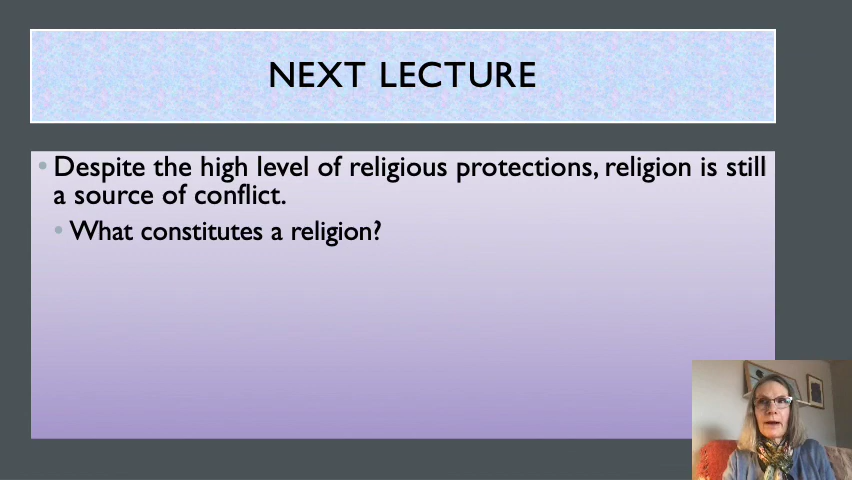 NEXT LECTURE
Despite the high level of religious protections, religion is still
a source of conflict.
What constitutes a religion?